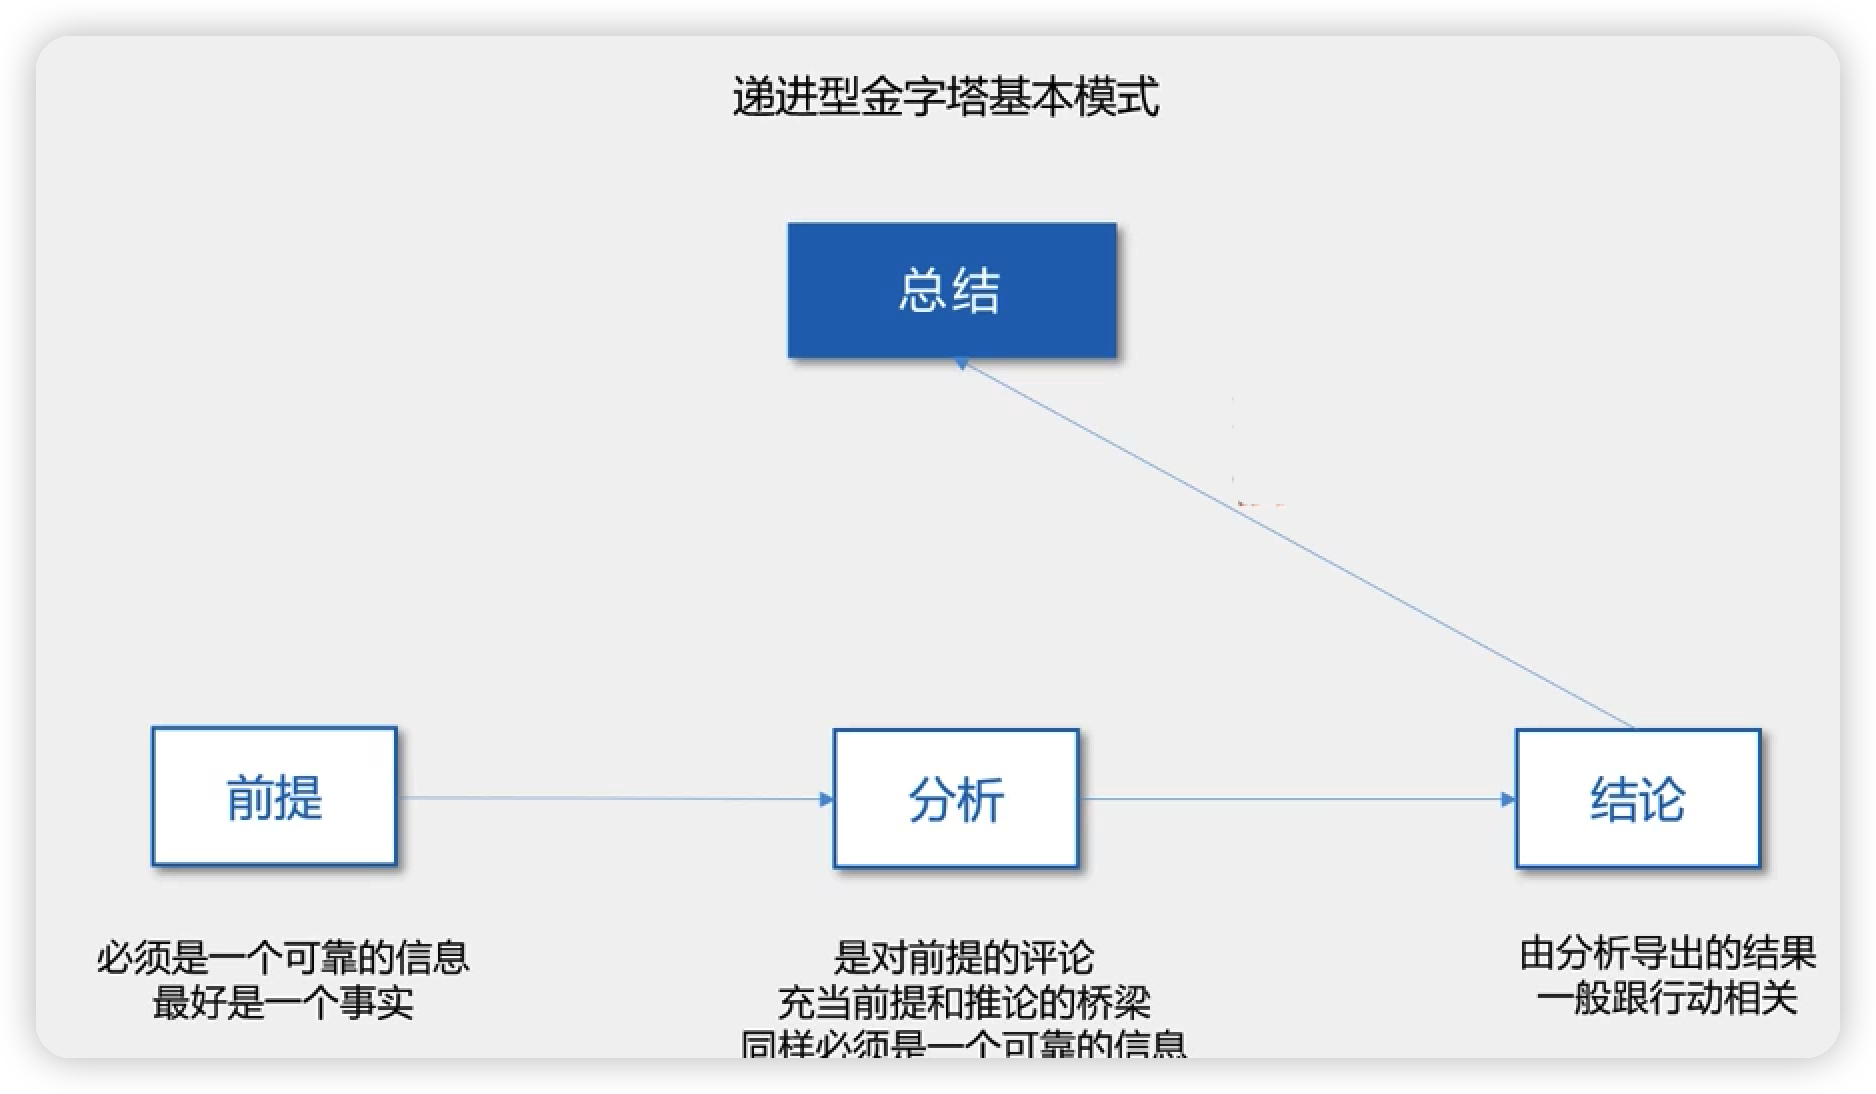 递进型金字塔基本模式
总结
前提
分析
结论
必须是一个可靠的信息
最好是一个事实
是对前提的评论
充当前提和推论的桥梁
同样必须是一个可靠的信息
由分析导出的结果
一般跟行动相关